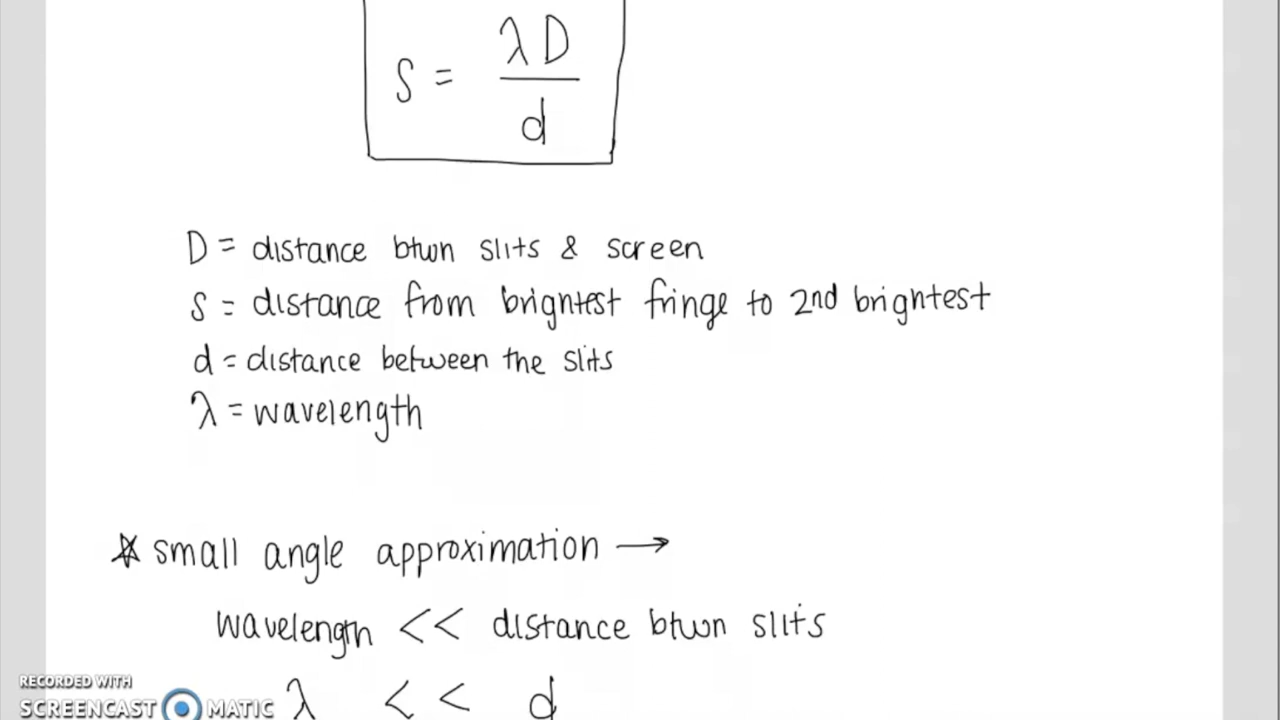 S = λD
d
D = distance btwn slits & screen
S = distance from brightest fringe to 2nd brightest
d = distance between the slits
λ = wavelength
☆ small angle approximation →
wavelength << distance btwn slits
λ << d
RECORDED WITH
SCREENCAST MATIC